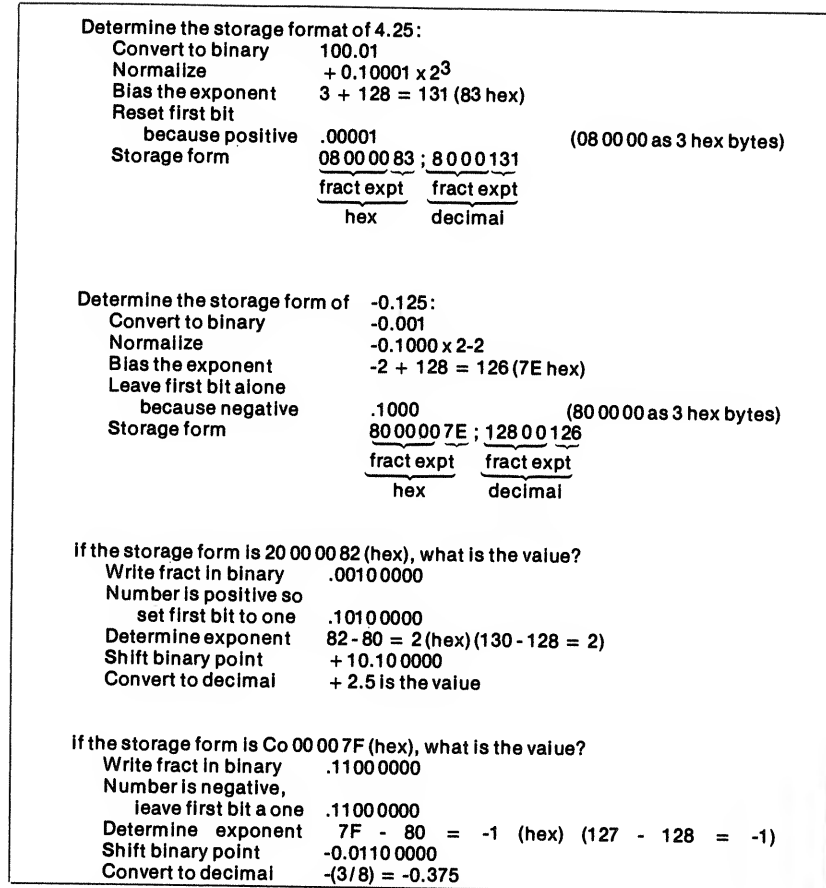 Determine the storage format of 4.25:
Convert to binary 100.01
Normalize + 0.10001 x 2³
Bias the exponent 3 + 128 = 131 (83 hex)
Reset first bit
because positive .00001 (08 00 00 as 3 hex bytes)
Storage form 08 00 00 83 ; 8 0 0 0 131
fract expt fract expt
hex decimal
Determine the storage form of -0.125:
Convert to binary -0.001
Normalize -0.1000 x 2-2
Bias the exponent -2 + 128 = 126 (7E hex)
Leave first bit alone
because negative .1000 (80 00 00 as 3 hex bytes)
Storage form 80 00 00 7E ; 128 0 0 126
fract expt fract expt
hex decimal
if the storage form is 20 00 00 82 (hex), what is the value?
Write fract in binary .0010 0000
Number is positive so
set first bit to one .1010 0000
Determine exponent 82 - 80 = 2 (hex) (130 - 128 = 2)
Shift binary point + 10.10 0000
Convert to decimal + 2.5 is the value
if the storage form is Co 00 00 7F (hex), what is the value?
Write fract in binary .1100 0000
Number is negative,
leave first bit a one .1100 0000
Determine exponent 7F - 80 = -1 (hex) (127 - 128 = -1)
Shift binary point -0.0110 0000
Convert to decimal -(3/8) = -0.375